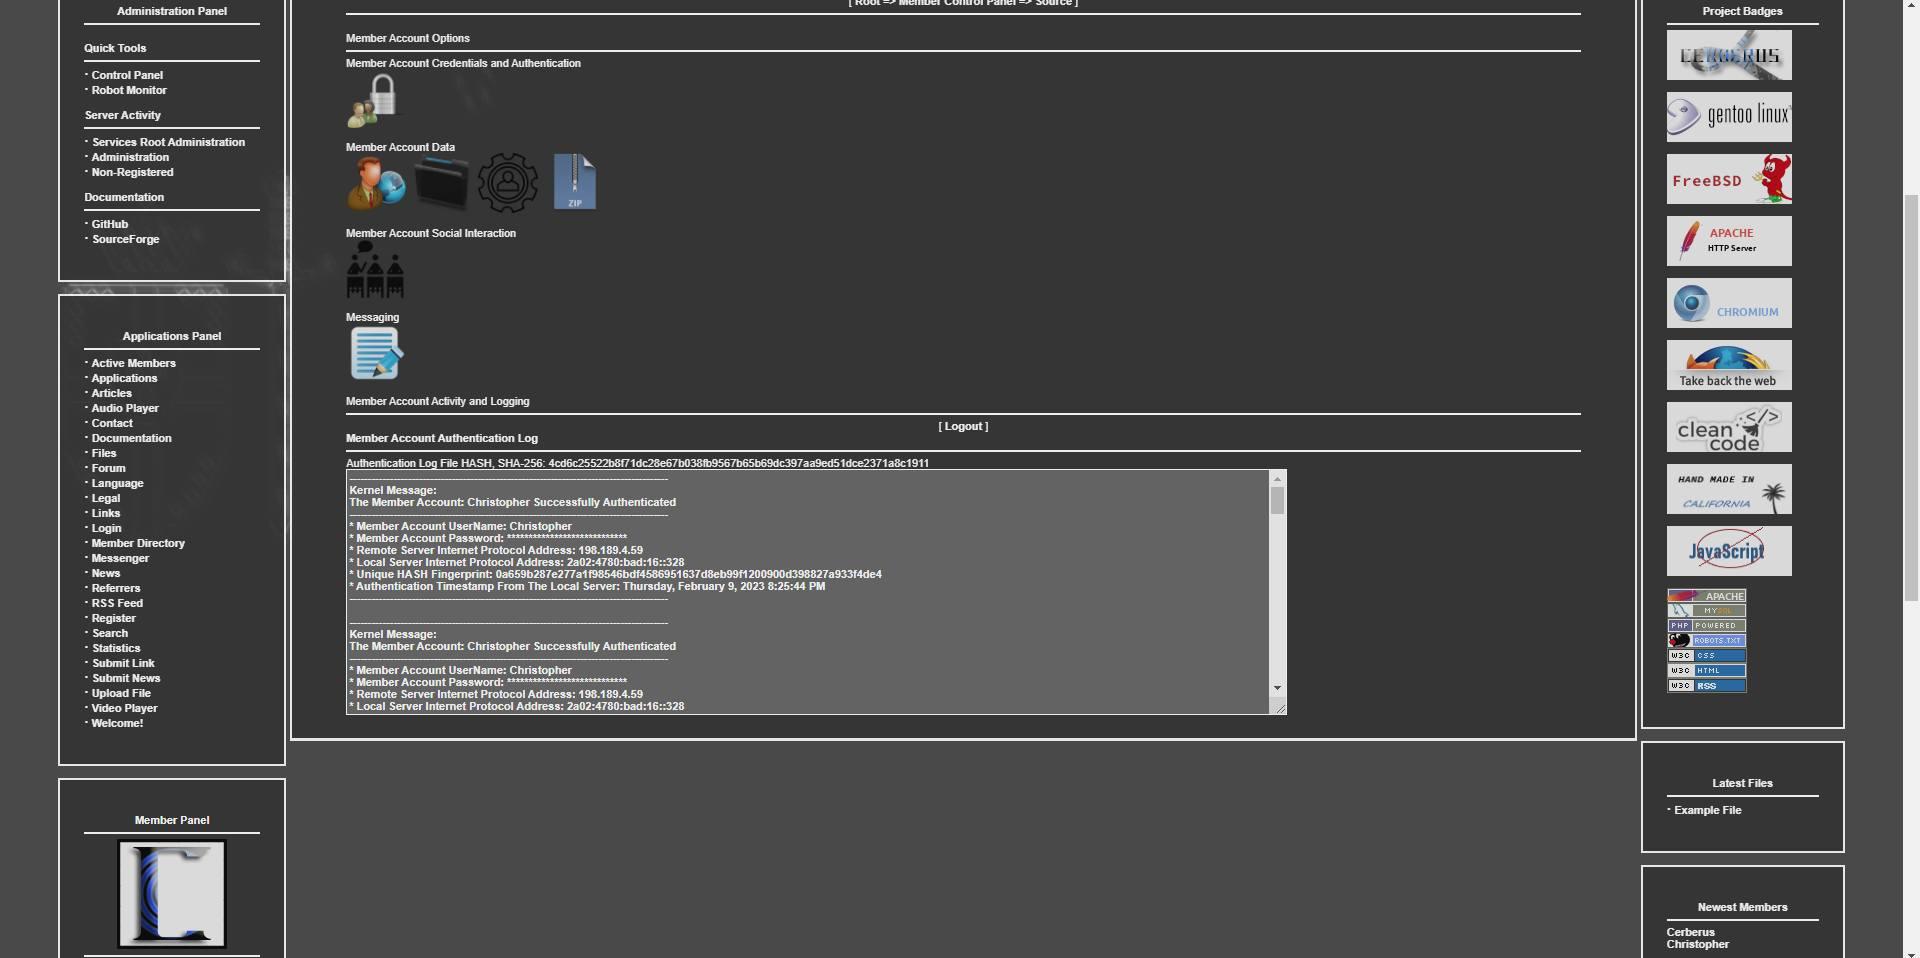 Administration Panel
Quick Tools
· Control Panel
· Robot Monitor
Server Activity
· Services Root Administration
· Administration
· Non-Registered
Documentation
· GitHub
· SourceForge
Applications Panel
· Active Members
· Applications
· Articles
· Audio Player
· Contact
· Documentation
· Files
· Forum
· Language
· Legal
· Links
· Login
· Member Directory
· Messenger
· News
· Referrers
· RSS Feed
· Register
· Search
· Statistics
· Submit Link
· Submit News
· Upload File
· Video Player
· Welcome!
Member Panel
[ Root => Member Control Panel => Source ]
Member Account Options
Member Account Credentials and Authentication
Member Account Data
ZIP
Member Account Social Interaction
Messaging
Member Account Activity and Logging
[ Logout ]
Member Account Authentication Log
Authentication Log File HASH, SHA-256: 4cd6c25522b8f71dc28e67b038fb9567b65b69dc397aa9ed51dce2371a8c1911
Kernel Message:
The Member Account: Christopher Successfully Authenticated
* Member Account UserName: Christopher
* Member Account Password: ****************************
* Remote Server Internet Protocol Address: 198.189.4.59
* Local Server Internet Protocol Address: 2a02:4780:bad:16::328
* Unique HASH Fingerprint: 0a659b287e277a1f98546bdf4586951637d8eb99f1200900d398827a933f4de4
* Authentication Timestamp From The Local Server: Thursday, February 9, 2023 8:25:44 PM
Kernel Message:
The Member Account: Christopher Successfully Authenticated
* Member Account UserName: Christopher
* Member Account Password: ****************************
* Remote Server Internet Protocol Address: 198.189.4.59
* Local Server Internet Protocol Address: 2a02:4780:bad:16::328
Project Badges
CERBERUS
gentoo linux
FreeBSD
APACHE
HTTP Server
CHROMIUM
Take back the web
clean </>
code
HAND MADE IN
CALIFORNIA
JavaScript
APACHE
MYSQL
PHP POWERED
ROBOTS.TXT
W3C CSS
W3C HTML
W3C RSS
Latest Files
· Example File
Newest Members
Cerberus
Christopher